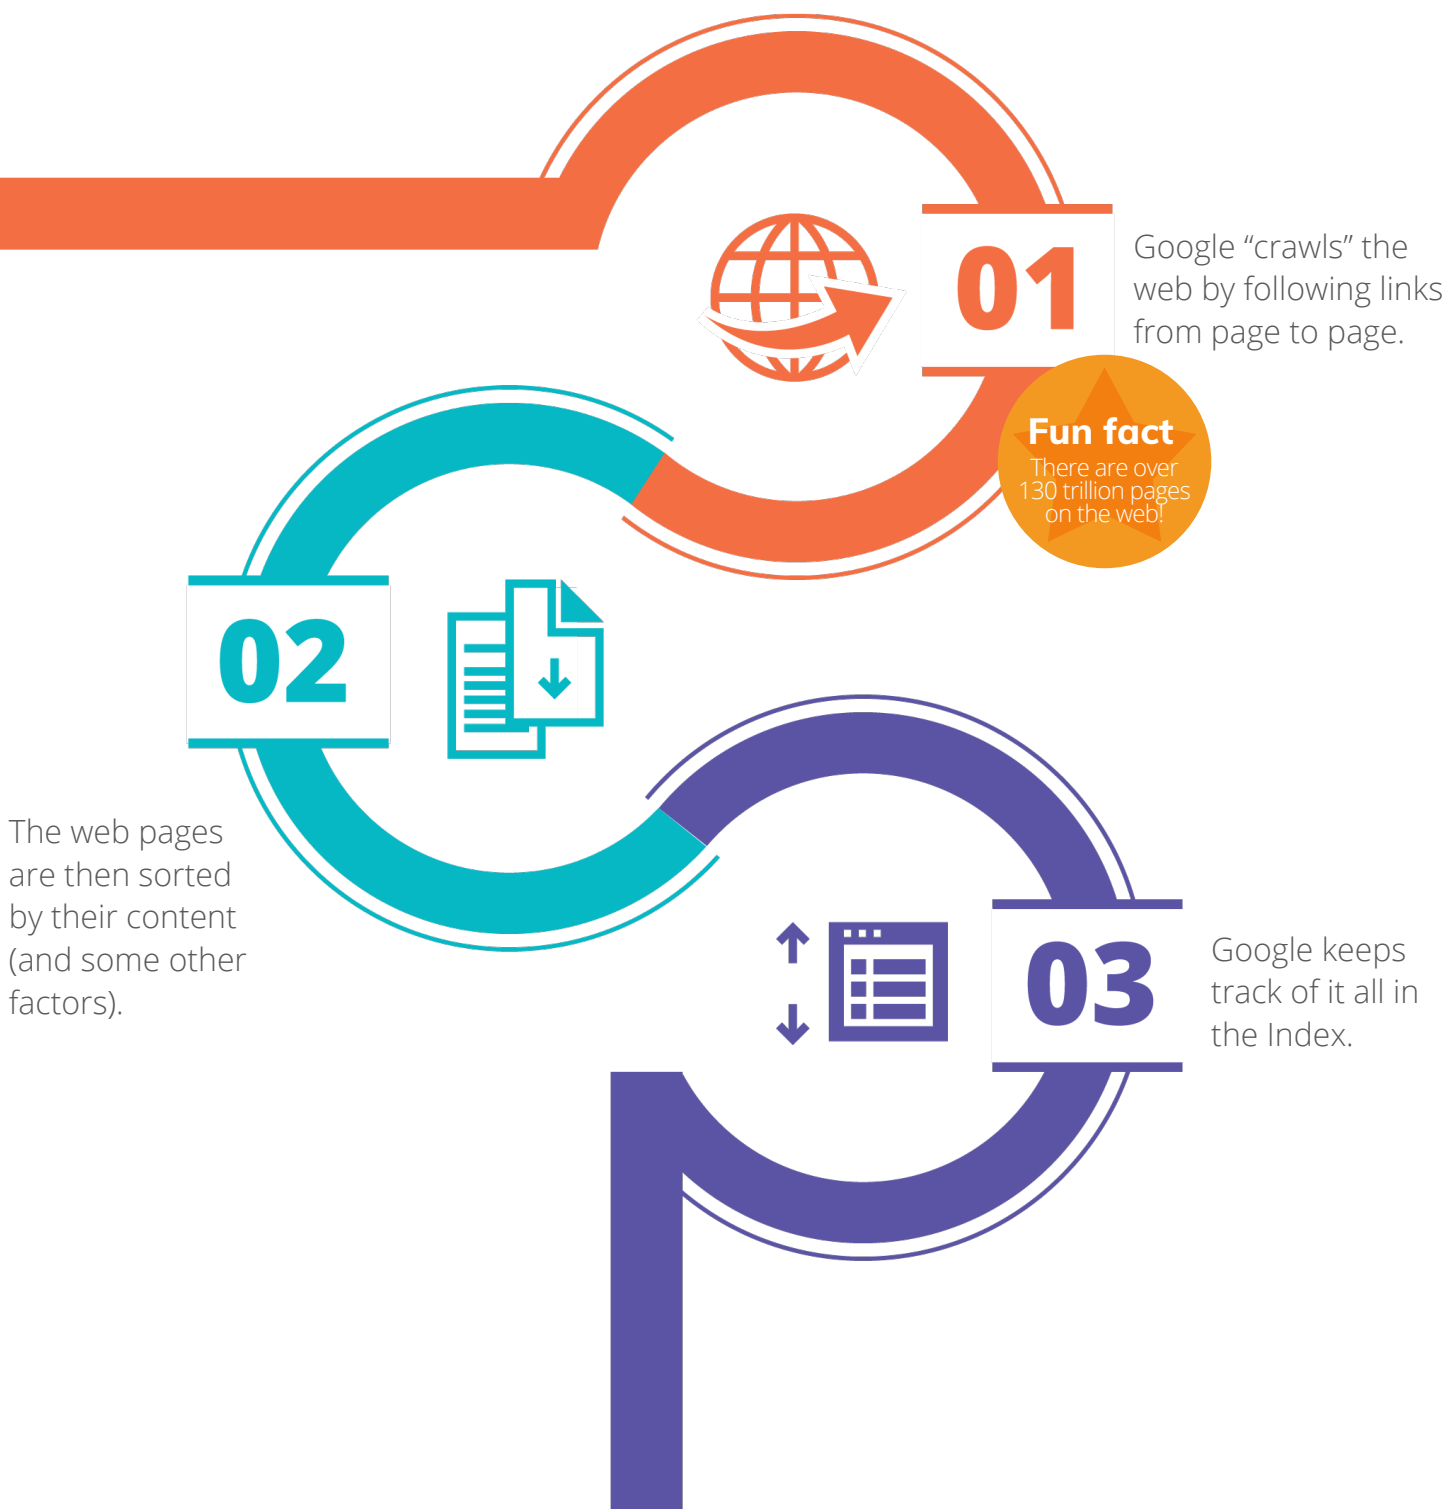 01
Google “crawls” the
web by following links
from page to page.
Fun fact
There are over
130 trillion pages
on the web!
02
The web pages
are then sorted
by their content
(and some other
factors).
03
Google keeps
track of it all in
the Index.